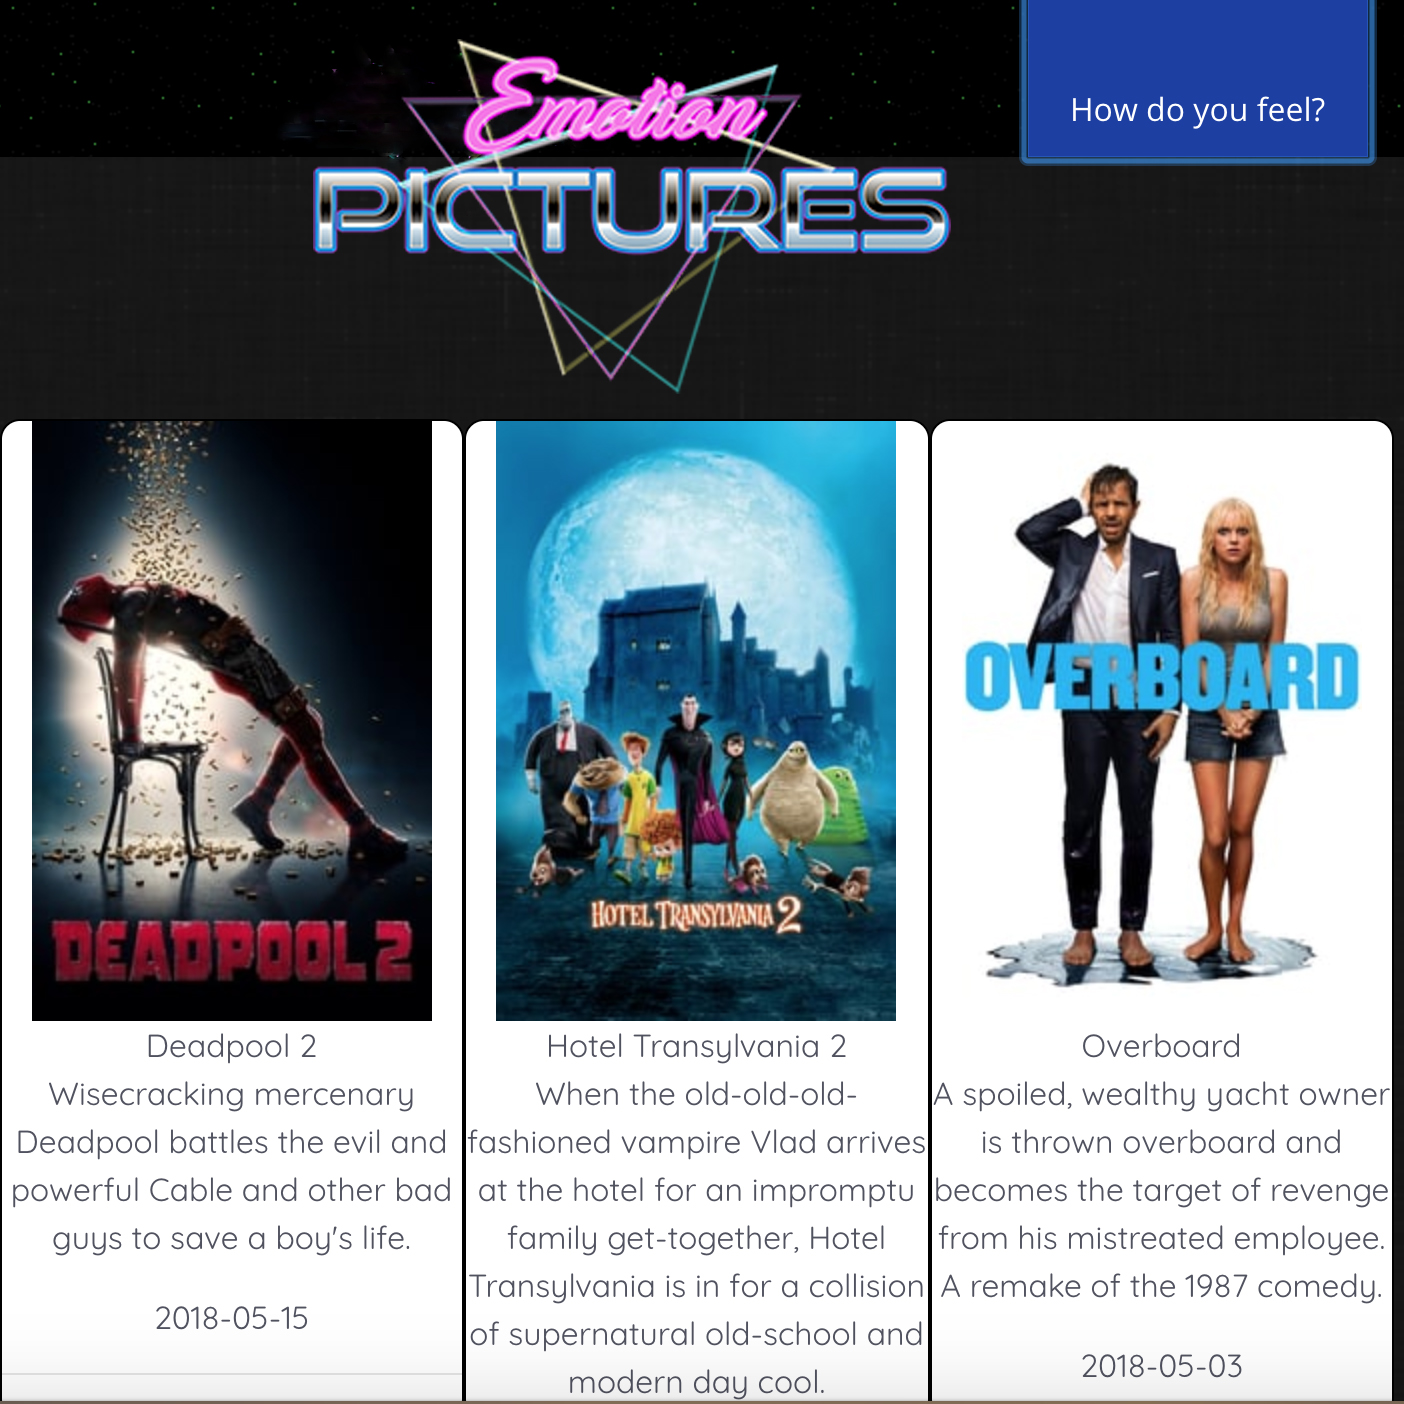 Emotion
PICTURES
How do you feel?
DEADPOOL 2
Deadpool 2
Wisecracking mercenary
Deadpool battles the evil and
powerful Cable and other bad
guys to save a boy's life.
2018-05-15
HOTEL TRANSYLVANIA 2
Hotel Transylvania 2
When the old-old-old-
fashioned vampire Vlad arrives
at the hotel for an impromptu
family get-together, Hotel
Transylvania is in for a collision
of supernatural old-school and
modern day cool.
OVERBOARD
Overboard
A spoiled, wealthy yacht owner
is thrown overboard and
becomes the target of revenge
from his mistreated employee.
A remake of the 1987 comedy.
2018-05-03